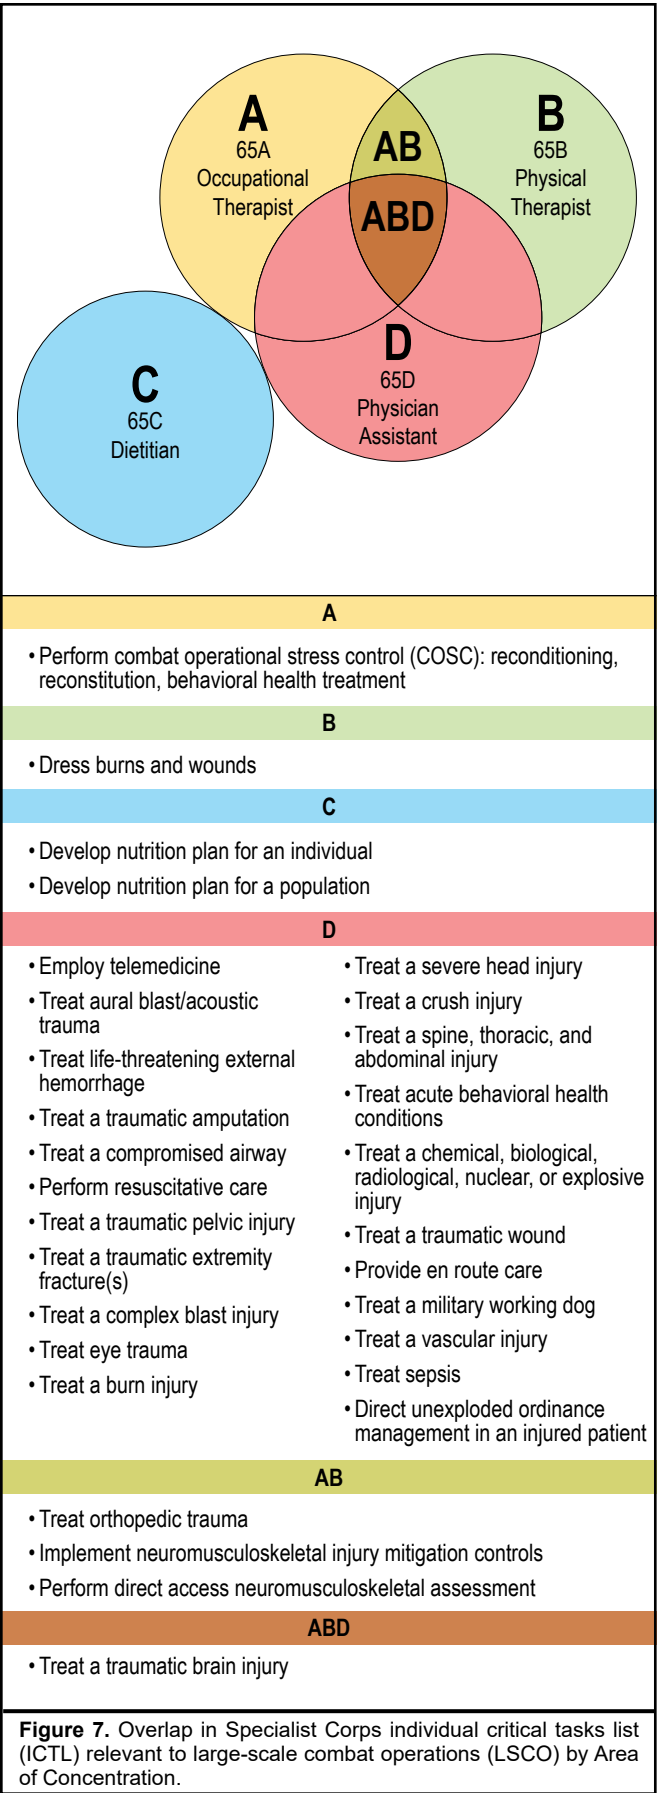 A
65A
Occupational
Therapist
AB
B
65B
Physical
Therapist
ABD
D
65D
Physician
Assistant
C
65C
Dietitian
A
• Perform combat operational stress control (COSC): reconditioning,
reconstitution, behavioral health treatment
B
• Dress burns and wounds
C
• Develop nutrition plan for an individual
• Develop nutrition plan for a population
D
• Employ telemedicine
• Treat aural blast/acoustic
trauma
• Treat life-threatening external
hemorrhage
• Treat a traumatic amputation
• Treat a compromised airway
• Perform resuscitative care
• Treat a traumatic pelvic injury
• Treat a traumatic extremity
fracture(s)
• Treat a complex blast injury
• Treat eye trauma
• Treat a burn injury
• Treat a severe head injury
• Treat a crush injury
• Treat a spine, thoracic, and
abdominal injury
• Treat acute behavioral health
conditions
• Treat a chemical, biological,
radiological, nuclear, or explosive
injury
• Treat a traumatic wound
• Provide en route care
• Treat a military working dog
• Treat a vascular injury
• Treat sepsis
• Direct unexploded ordinance
management in an injured patient
AB
• Treat orthopedic trauma
• Implement neuromusculoskeletal injury mitigation controls
• Perform direct access neuromusculoskeletal assessment
ABD
• Treat a traumatic brain injury
Figure 7. Overlap in Specialist Corps individual critical tasks list
(ICTL) relevant to large-scale combat operations (LSCO) by Area
of Concentration.